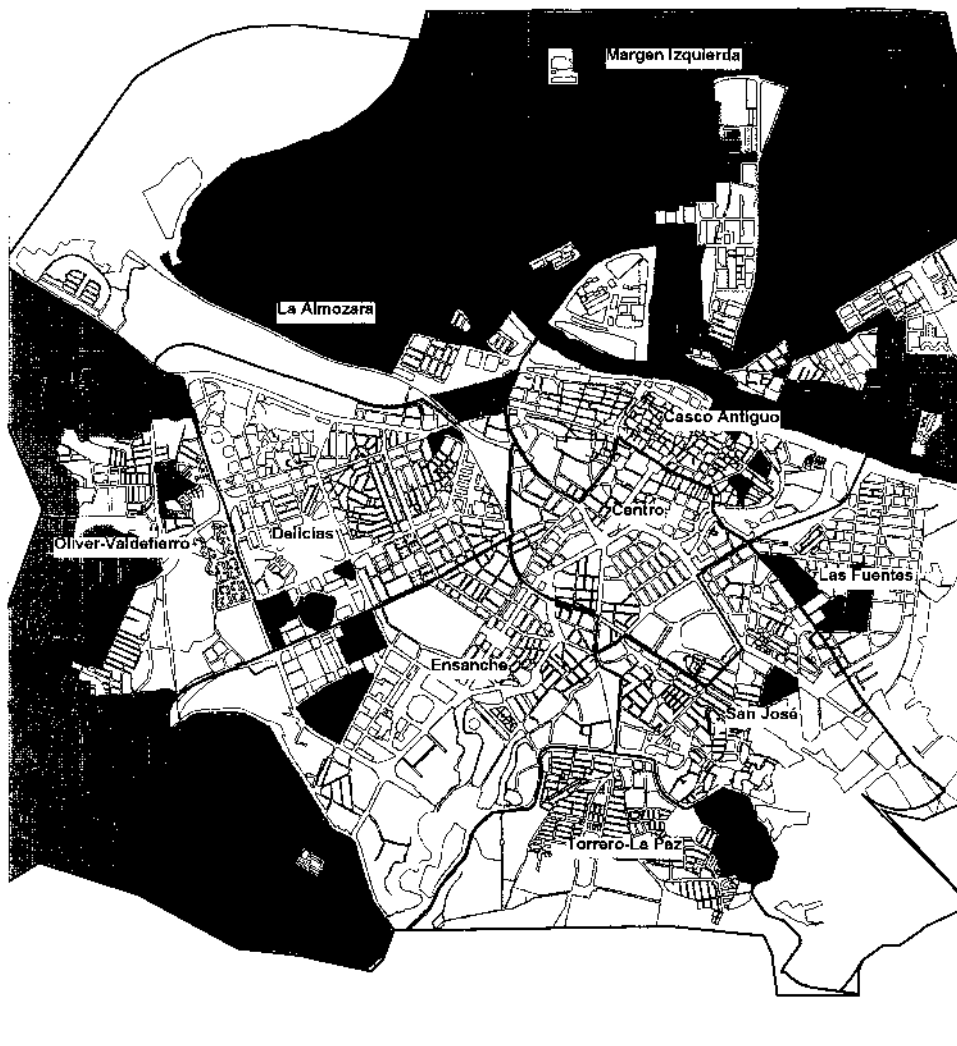 Margen Izquierda
La Almozara
Casco Antiguo
Centro
Delicias
Oliver-Valdefierro
Las Fuentes
Ensanche
San José
Torrero-La Paz